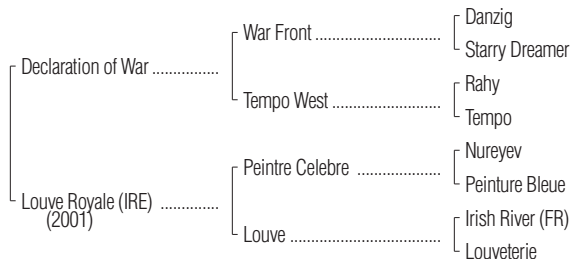 Danzig
War Front ................................
Starry Dreamer
Declaration of War ................
Rahy
Tempo West ...........................
Tempo
Nureyev
Peintre Celebre .....................
Peinture Bleue
Louve Royale (IRE) ..............
(2001)
Irish River (FR)
Louve ......................................
Louveterie